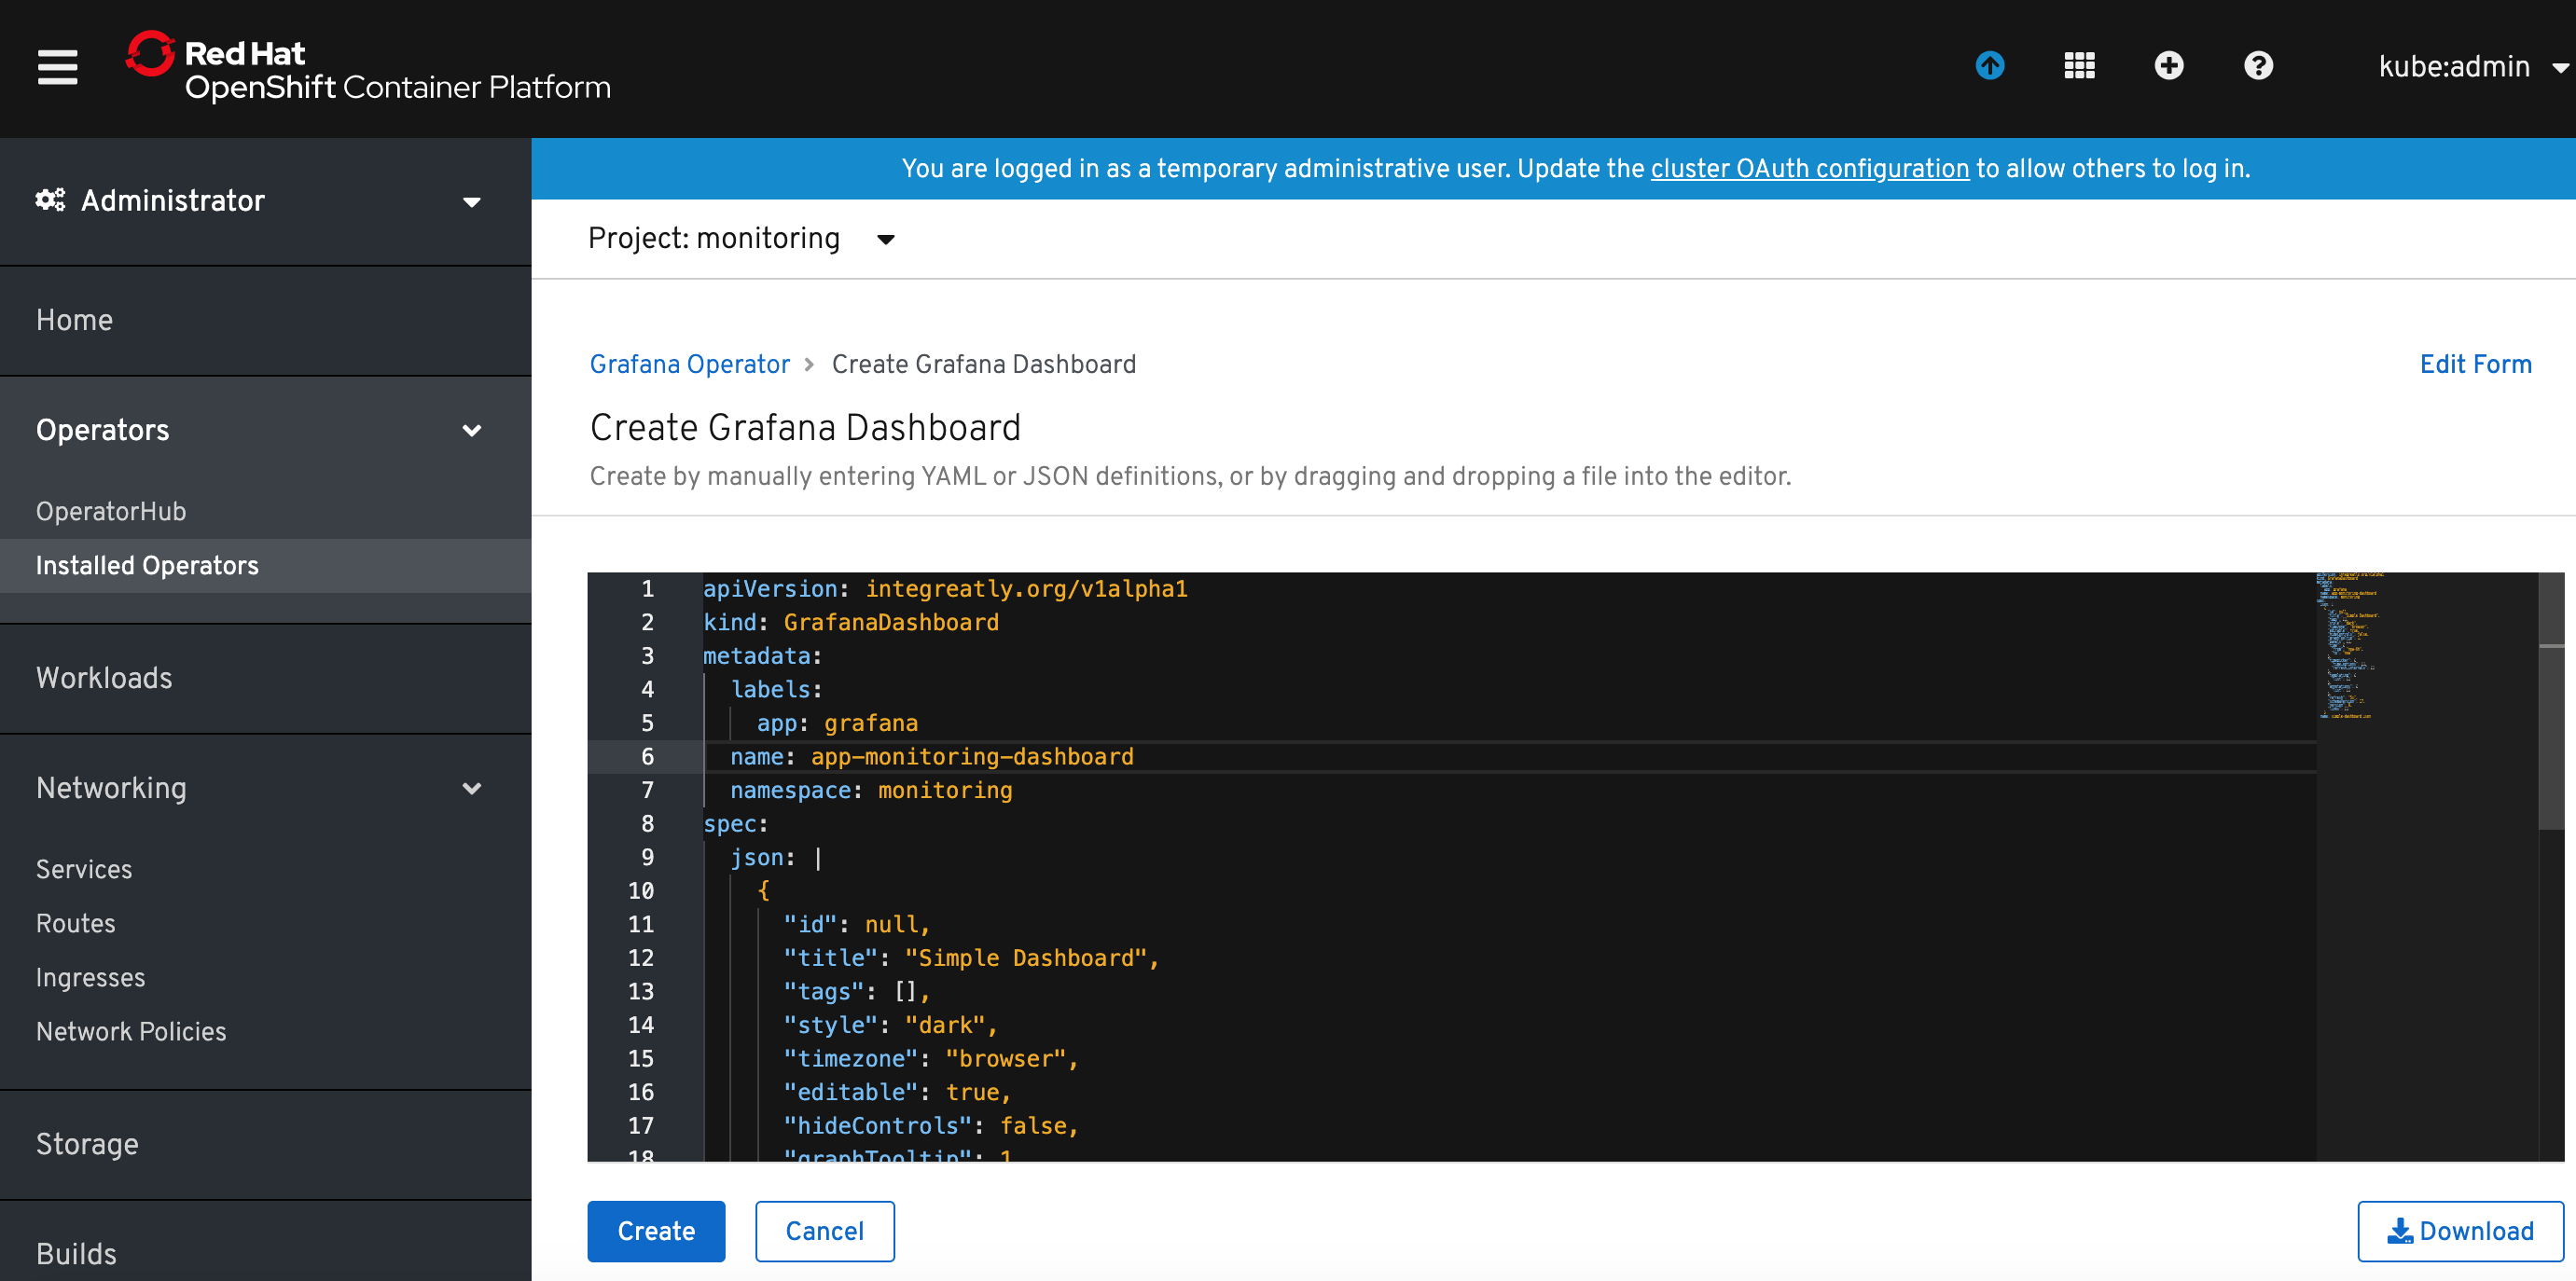 Red Hat
OpenShift Container Platform
kube:admin
Administrator
Home
Operators
OperatorHub
Installed Operators
Workloads
Networking
Services
Routes
Ingresses
Network Policies
Storage
Builds
You are logged in as a temporary administrative user. Update the cluster OAuth configuration to allow others to log in.
Project: monitoring
Grafana Operator > Create Grafana Dashboard
Edit Form
Create Grafana Dashboard
Create by manually entering YAML or JSON definitions, or by dragging and dropping a file into the editor.
1 apiVersion: integreatly.org/v1alpha1
2 kind: GrafanaDashboard
3 metadata:
4 labels:
5 app: grafana
6 name: app-monitoring-dashboard
7 namespace: monitoring
8 spec:
9 json: |
10 {
11 "id": null,
12 "title": "Simple Dashboard",
13 "tags": [],
14 "style": "dark",
15 "timezone": "browser",
16 "editable": true,
17 "hideControls": false,
18 "graphTooltip": 1
Create
Cancel
Download